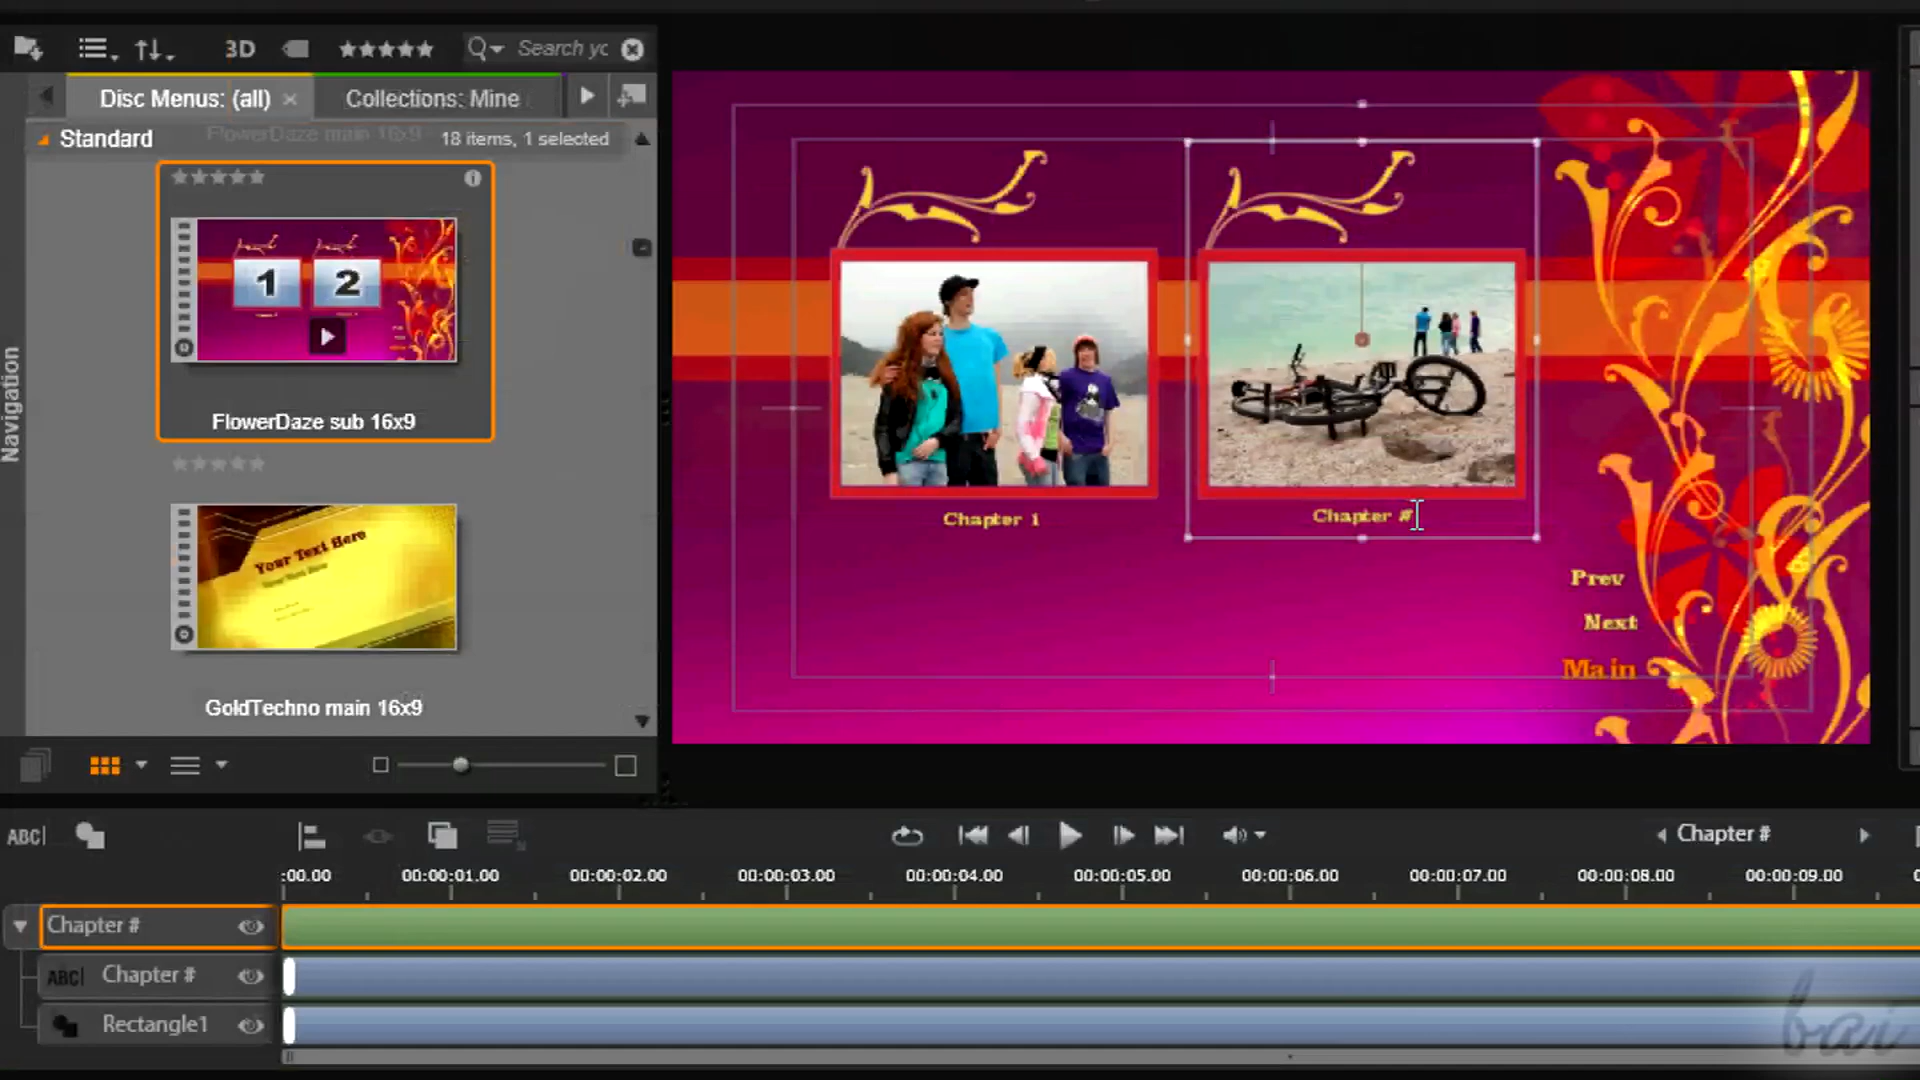 3D
Search yc
Disc Menus: (all)
Collections: Mine
Standard
FlowerDaze main 16x9
18 items, 1 selected
1
2
FlowerDaze sub 16x9
Your Text Here
GoldTechno main 16x9
Navigation
Chapter 1
Chapter #
Prev
Next
Main
ABC
Chapter #
:00.00
00:00:01.00
00:00:02.00
00:00:03.00
00:00:04.00
00:00:05.00
00:00:06.00
00:00:07.00
00:00:08.00
00:00:09.00
Chapter #
ABC
Chapter #
Rectangle1
bai